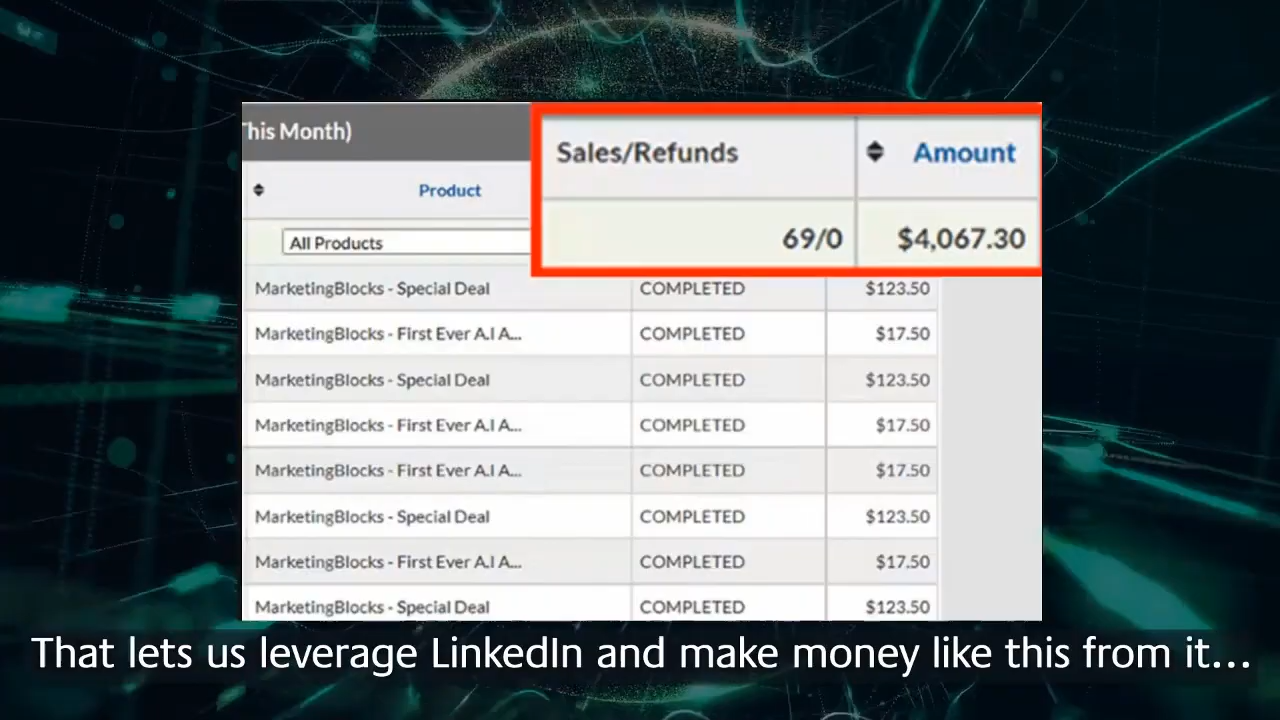 This Month)
Sales/Refunds Amount
Product
69/0 $4,067.30
All Products
MarketingBlocks - Special Deal COMPLETED $123.50
MarketingBlocks - First Ever A.I A... COMPLETED $17.50
MarketingBlocks - Special Deal COMPLETED $123.50
MarketingBlocks - First Ever A.I A... COMPLETED $17.50
MarketingBlocks - First Ever A.I A... COMPLETED $17.50
MarketingBlocks - Special Deal COMPLETED $123.50
MarketingBlocks - First Ever A.I A... COMPLETED $17.50
MarketingBlocks - Special Deal COMPLETED $123.50
That lets us leverage LinkedIn and make money like this from it...